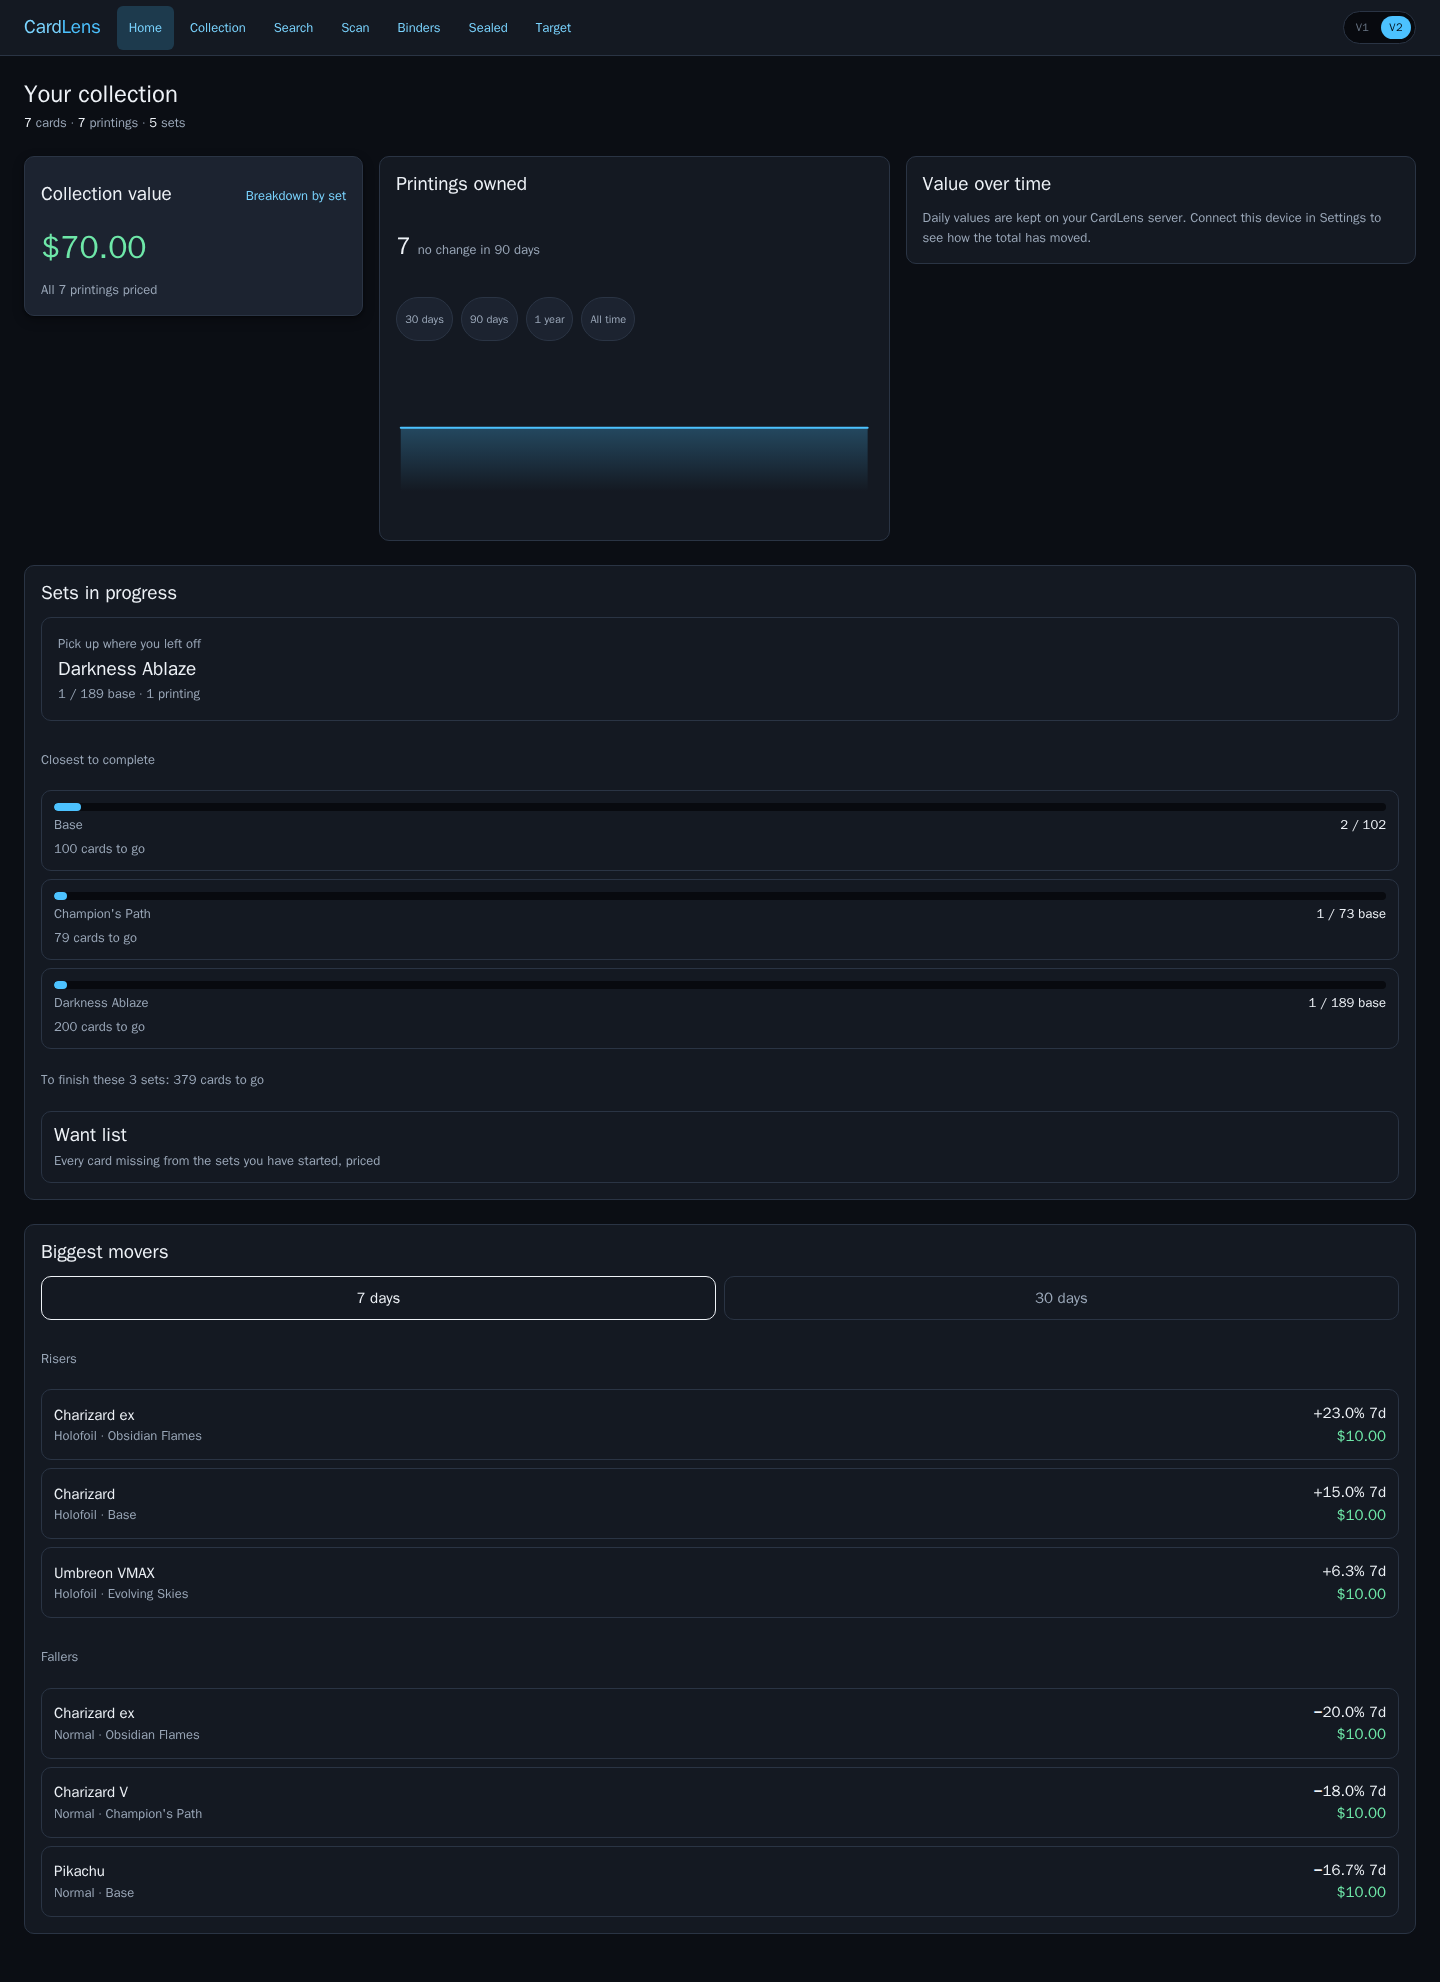 CardLens Home Collection Search Scan Binders Sealed Target V1 V2
Your collection
7 cards · 7 printings · 5 sets
Collection value Breakdown by set
$70.00
All 7 printings priced
Printings owned
7 no change in 90 days
30 days 90 days 1 year All time
Value over time
Daily values are kept on your CardLens server. Connect this device in Settings to
see how the total has moved.
Sets in progress
Pick up where you left off
Darkness Ablaze
1 / 189 base · 1 printing
Closest to complete
Base 2 / 102
100 cards to go
Champion's Path 1 / 73 base
79 cards to go
Darkness Ablaze 1 / 189 base
200 cards to go
To finish these 3 sets: 379 cards to go
Want list
Every card missing from the sets you have started, priced
Biggest movers
7 days 30 days
Risers
Charizard ex +23.0% 7d
Holofoil · Obsidian Flames $10.00
Charizard +15.0% 7d
Holofoil · Base $10.00
Umbreon VMAX +6.3% 7d
Holofoil · Evolving Skies $10.00
Fallers
Charizard ex −20.0% 7d
Normal · Obsidian Flames $10.00
Charizard V −18.0% 7d
Normal · Champion's Path $10.00
Pikachu −16.7% 7d
Normal · Base $10.00